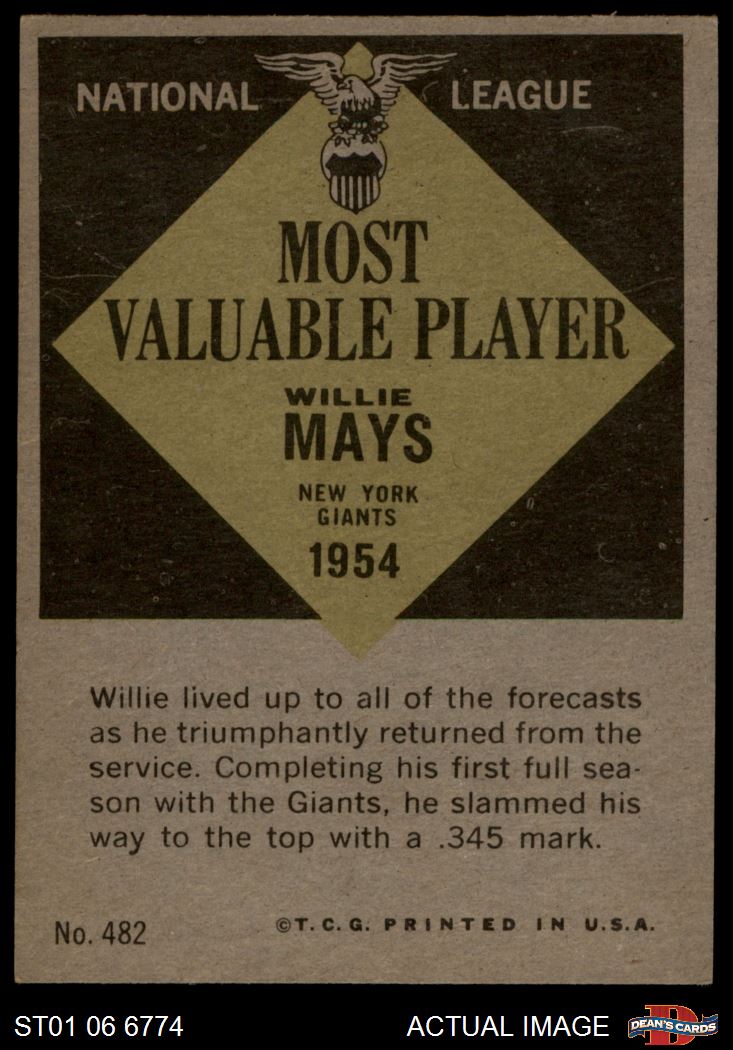 NATIONAL LEAGUE
MOST
VALUABLE PLAYER
WILLIE
MAYS
NEW YORK
GIANTS
1954
Willie lived up to all of the forecasts
as he triumphantly returned from the
service. Completing his first full sea-
son with the Giants, he slammed his
way to the top with a .345 mark.
No. 482 ©T. C. G. PRINTED IN U.S.A.
ST01 06 6774 ACTUAL IMAGE D DEAN'S CARDS